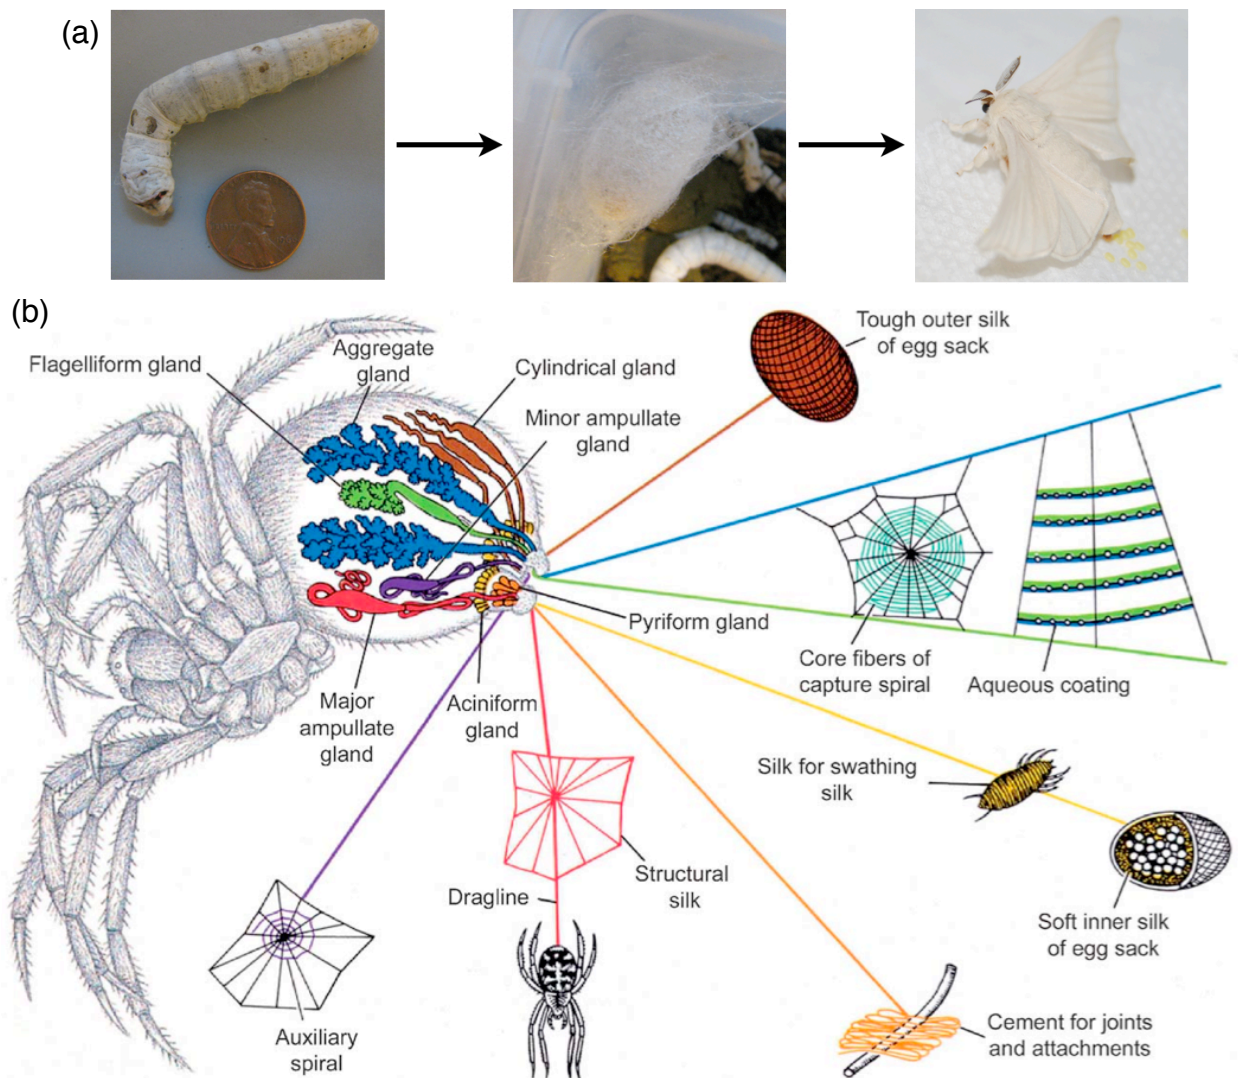 (a)
(b)
Flagelliform gland
Aggregate
gland
Cylindrical gland
Minor ampullate
gland
Tough outer silk
of egg sack
Pyriform gland
Core fibers of
capture spiral
Aqueous coating
Major
ampullate
gland
Aciniform
gland
Silk for swathing
silk
Structural
silk
Dragline
Soft inner silk
of egg sack
Auxiliary
spiral
Cement for joints
and attachments